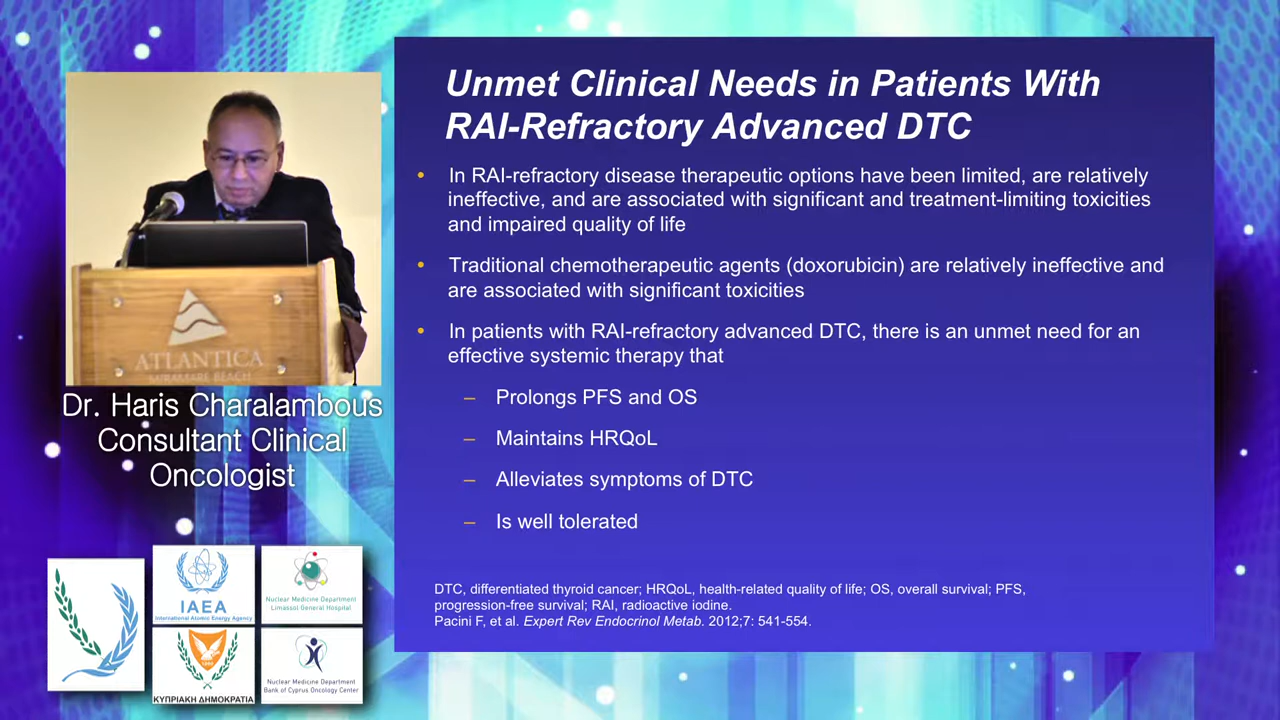 Unmet Clinical Needs in Patients With
RAI-Refractory Advanced DTC
• In RAI-refractory disease therapeutic options have been limited, are relatively
ineffective, and are associated with significant and treatment-limiting toxicities
and impaired quality of life
• Traditional chemotherapeutic agents (doxorubicin) are relatively ineffective and
are associated with significant toxicities
• In patients with RAI-refractory advanced DTC, there is an unmet need for an
effective systemic therapy that
– Prolongs PFS and OS
– Maintains HRQoL
– Alleviates symptoms of DTC
– Is well tolerated
DTC, differentiated thyroid cancer; HRQoL, health-related quality of life; OS, overall survival; PFS,
progression-free survival; RAI, radioactive iodine.
Pacini F, et al. Expert Rev Endocrinol Metab. 2012;7: 541-554.
ATLANTICA
MIRAMARE BEACH
Dr. Haris Charalambous
Consultant Clinical
Oncologist
IAEA
International Atomic Energy Agency
Nuclear Medicine Department
Limassol General Hospital
ΚΥΠΡΙΑΚΗ ΔΗΜΟΚΡΑΤΙΑ
Nuclear Medicine Department
Bank of Cyprus Oncology Center